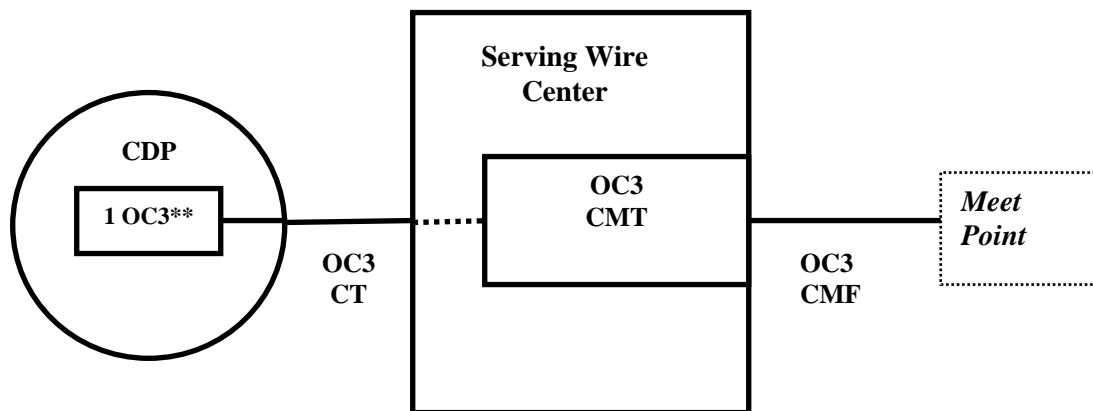 Serving Wire
Center
CDP
1 OC3**
OC3
CT
OC3
CMT
OC3
CMF
Meet
Point